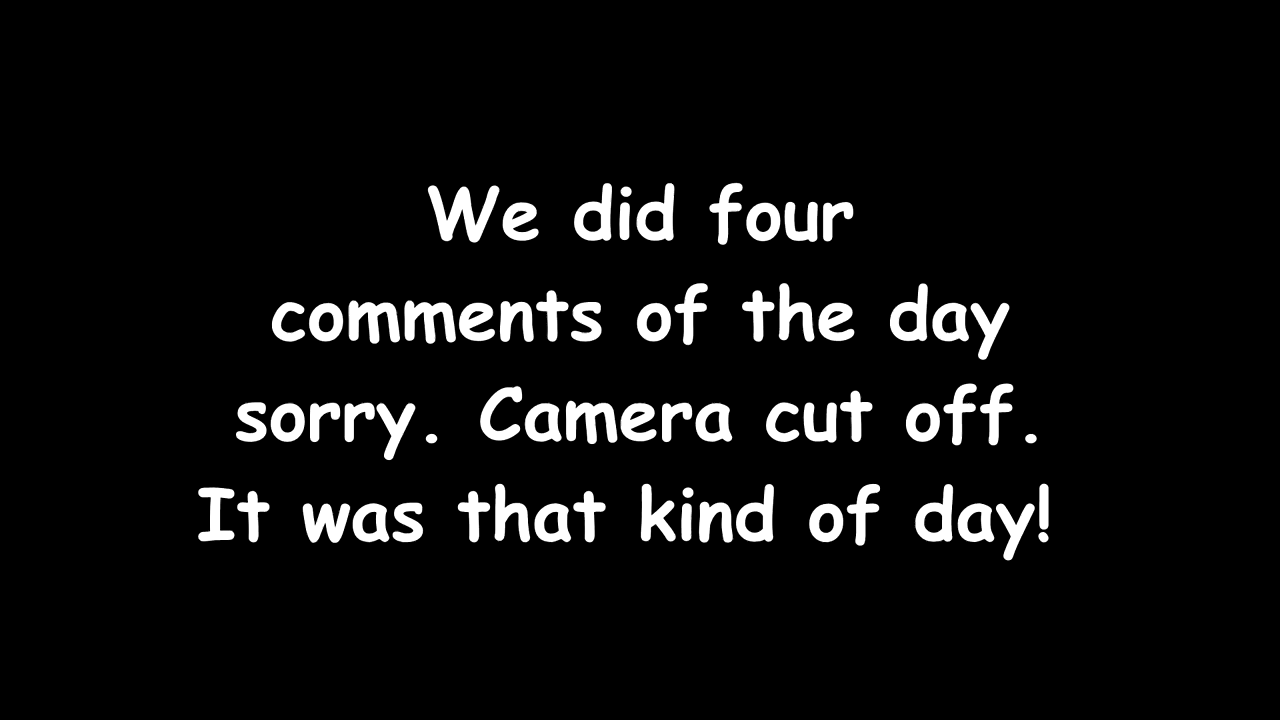 We did four
comments of the day
sorry. Camera cut off.
It was that kind of day!